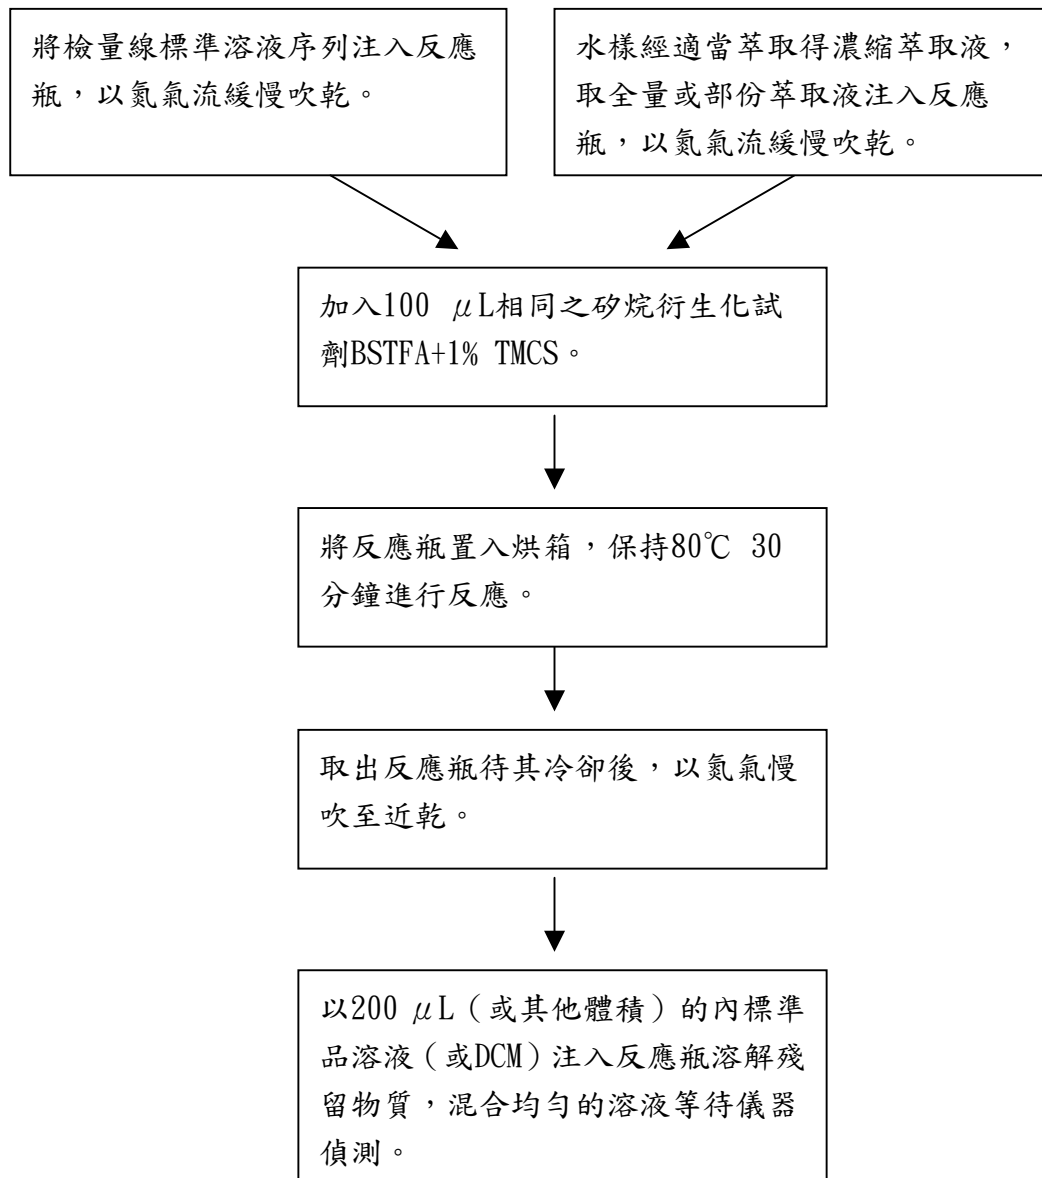 將檢量線標準溶液序列注入反應
瓶，以氮氣流緩慢吹乾。
水樣經適當萃取得濃縮萃取液，
取全量或部份萃取液注入反應
瓶，以氮氣流緩慢吹乾。
加入100 μL相同之矽烷衍生化試
劑BSTFA+1% TMCS。
將反應瓶置入烘箱，保持80℃ 30
分鐘進行反應。
取出反應瓶待其冷卻後，以氮氣慢
吹至近乾。
以200 μL（或其他體積）的內標準
品溶液（或DCM）注入反應瓶溶解殘
留物質，混合均勻的溶液等待儀器
偵測。